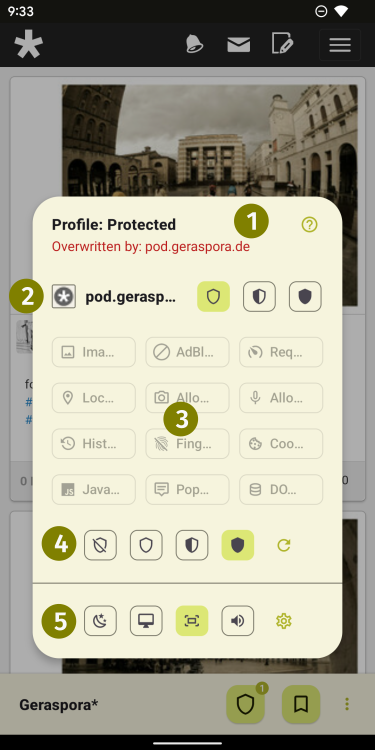 9:33
Profile: Protected
1
Overwritten by: pod.geraspora.de
2
pod.gerasp...
Ima...
AdBl...
Req...
Loc...
Allo...
Allo...
3
Hist...
Fing...
Coo...
JS
Java...
Pop...
DO...
4
5
Geraspora*
1